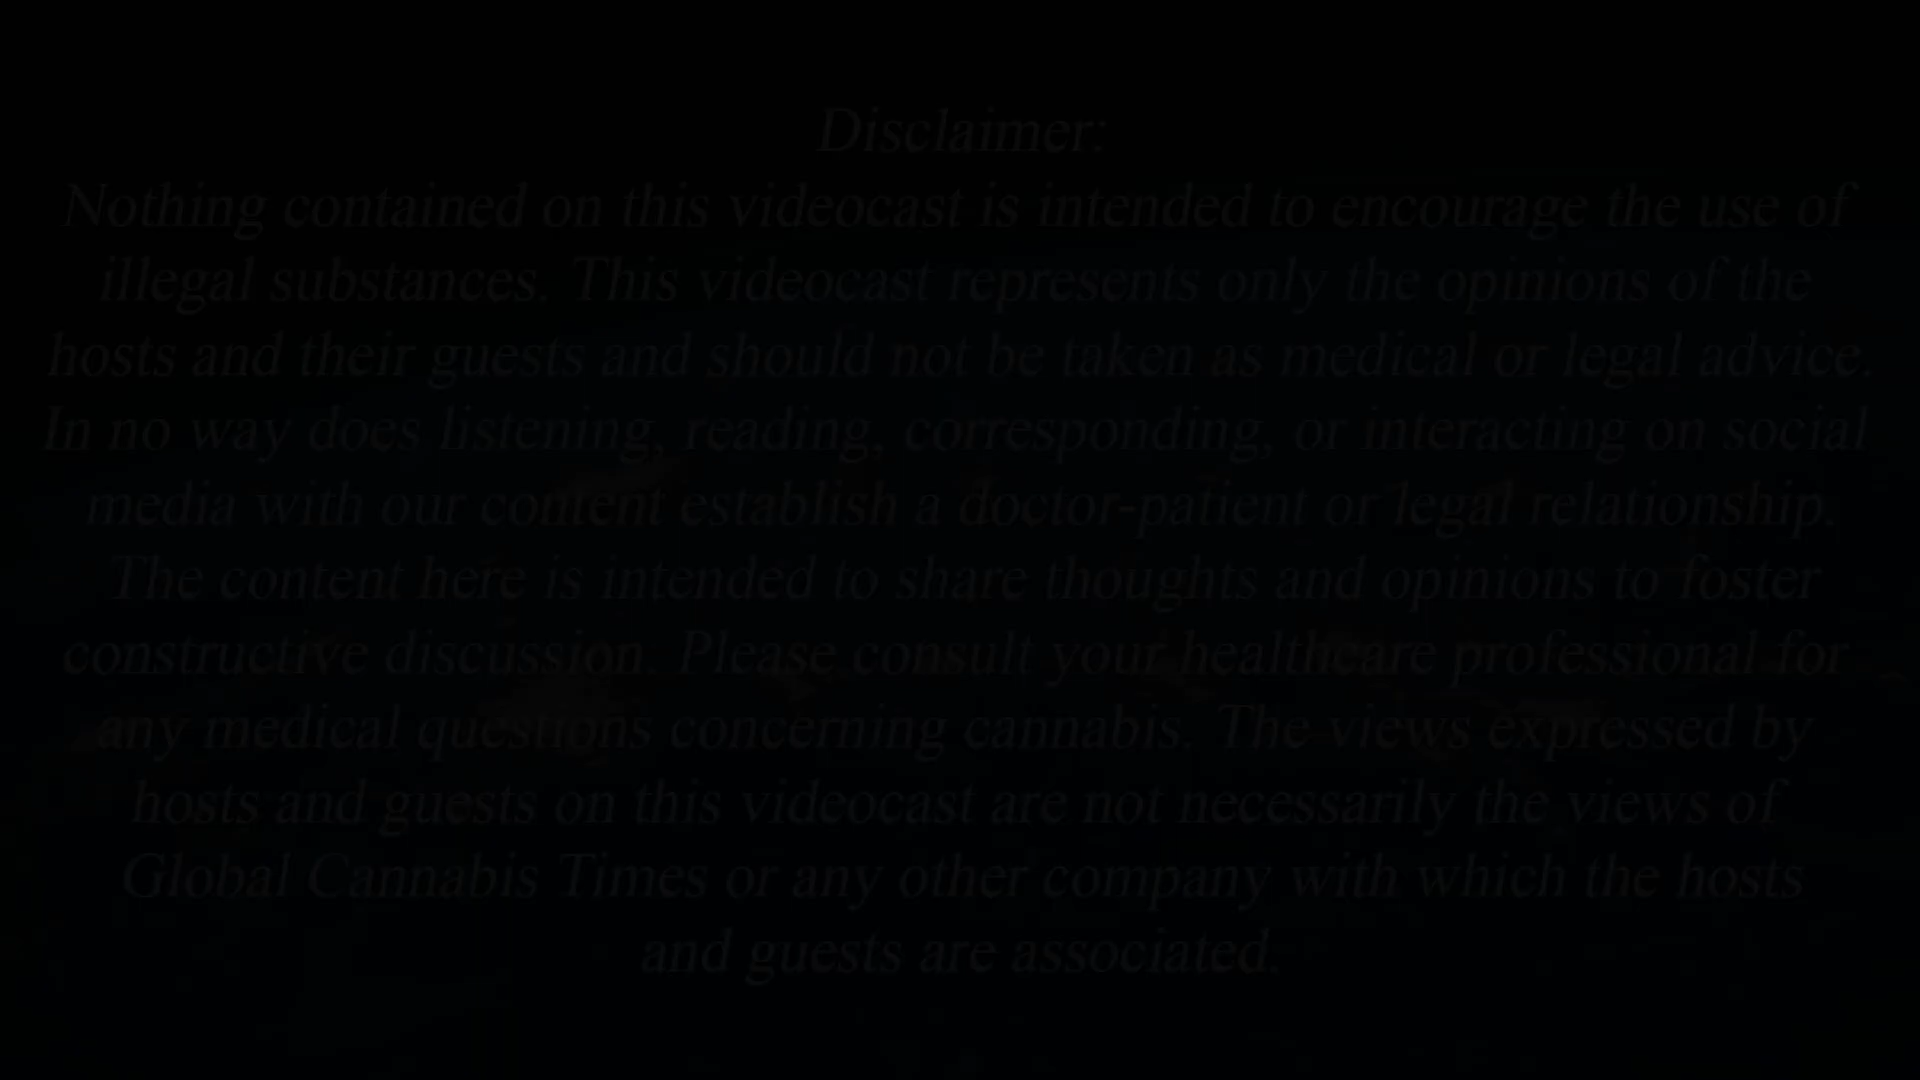 Disclaimer:
Nothing contained on this videocast is intended to encourage the use of
illegal substances. This videocast represents only the opinions of the
hosts and their guests and should not be taken as medical or legal advice.
In no way does listening, reading, corresponding, or interacting on social
media with our content establish a doctor-patient or legal relationship.
The content here is intended to share thoughts and opinions to foster
constructive discussion. Please consult your healthcare professional for
any medical questions concerning cannabis. The views expressed by
hosts and guests on this videocast are not necessarily the views of
Global Cannabis Times or any other company with which the hosts
and guests are associated.